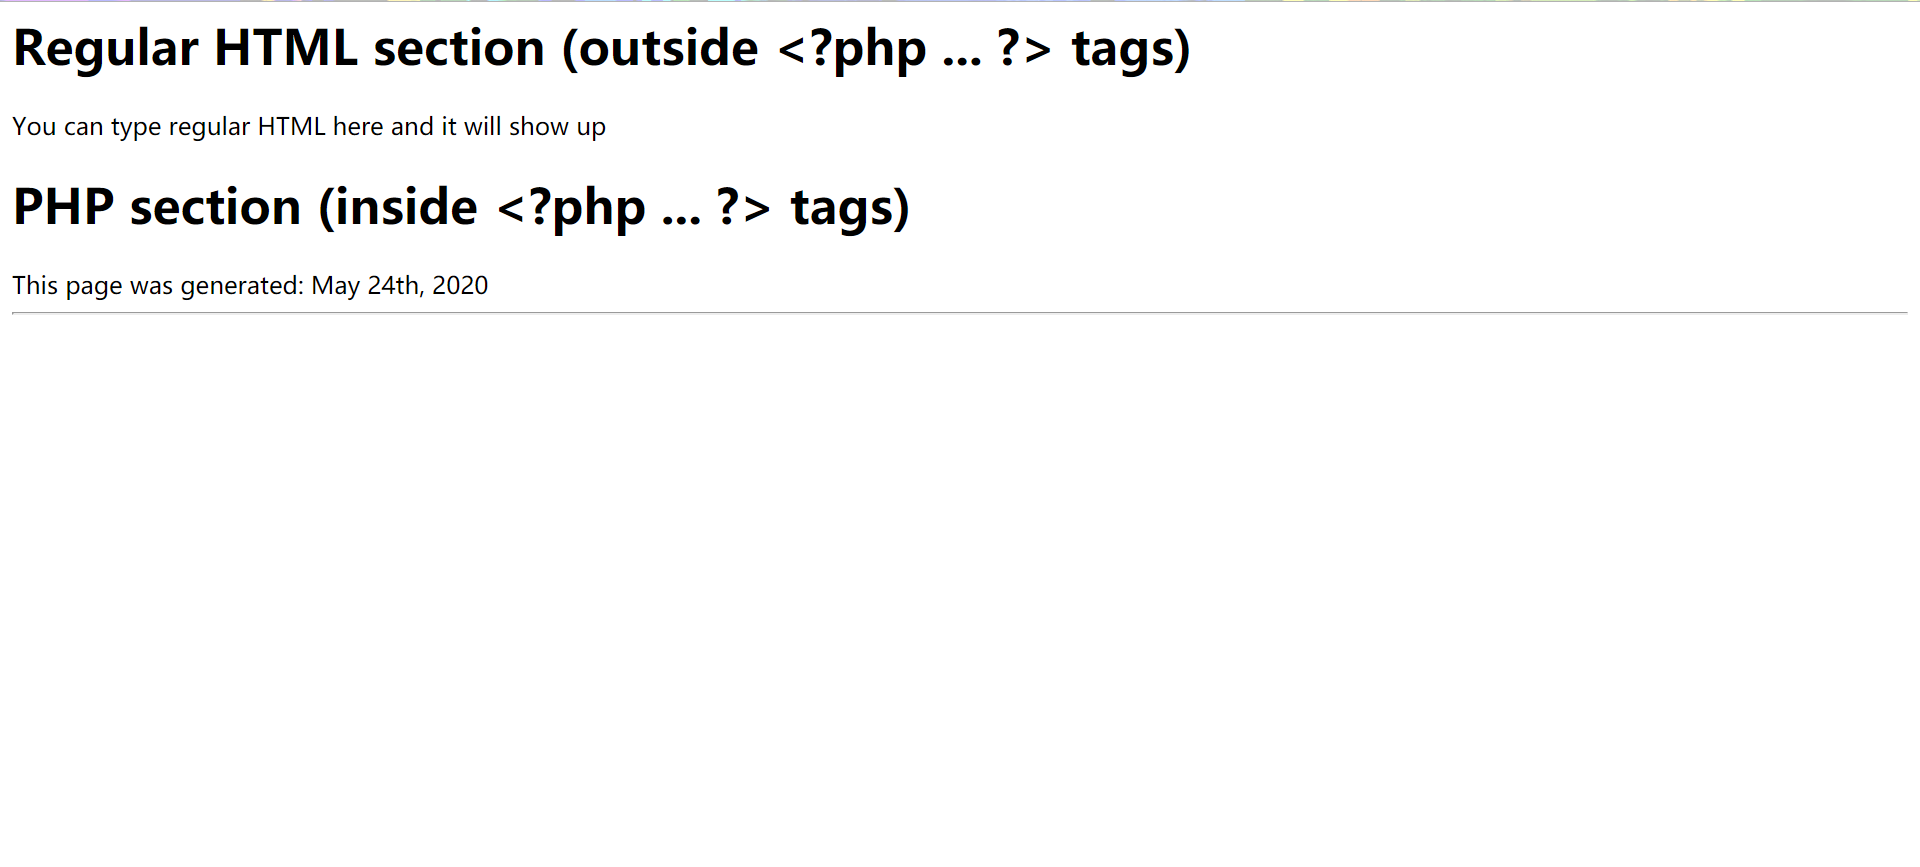 Regular HTML section (outside <?php ... ?> tags)
You can type regular HTML here and it will show up
PHP section (inside <?php ... ?> tags)
This page was generated: May 24th, 2020